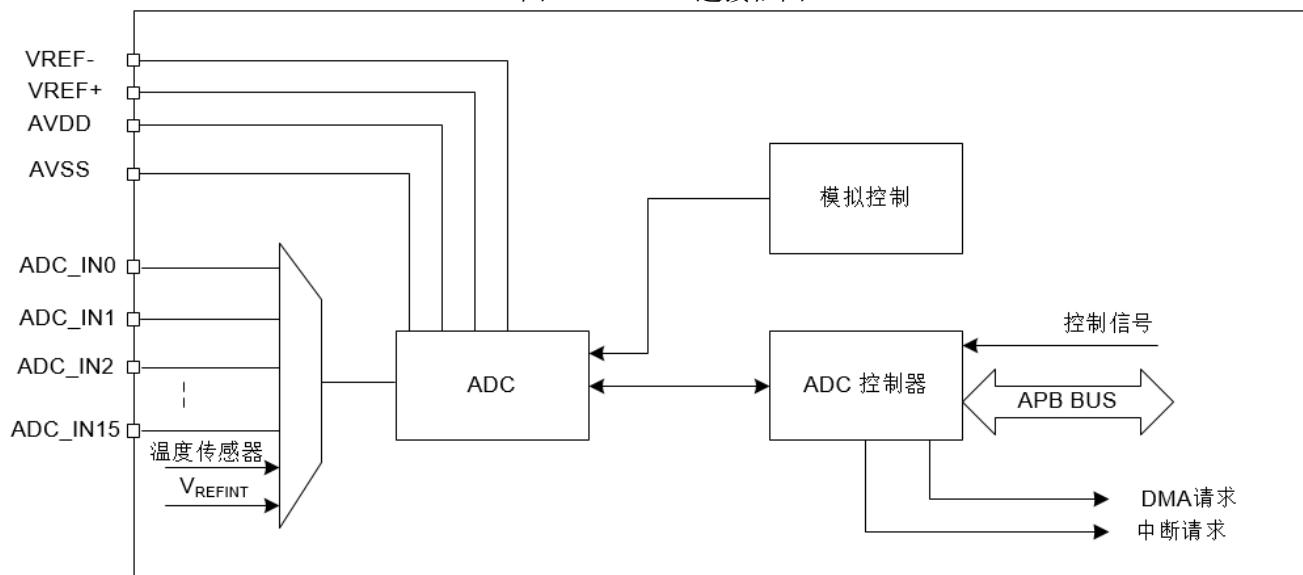 VREF-
VREF+
AVDD
AVSS
模拟控制
ADC_IN0
ADC_IN1
控制信号
ADC_IN2
ADC
ADC 控制器
APB BUS
ADC_IN15
温度传感器
VREFINT
DMA请求
中断请求